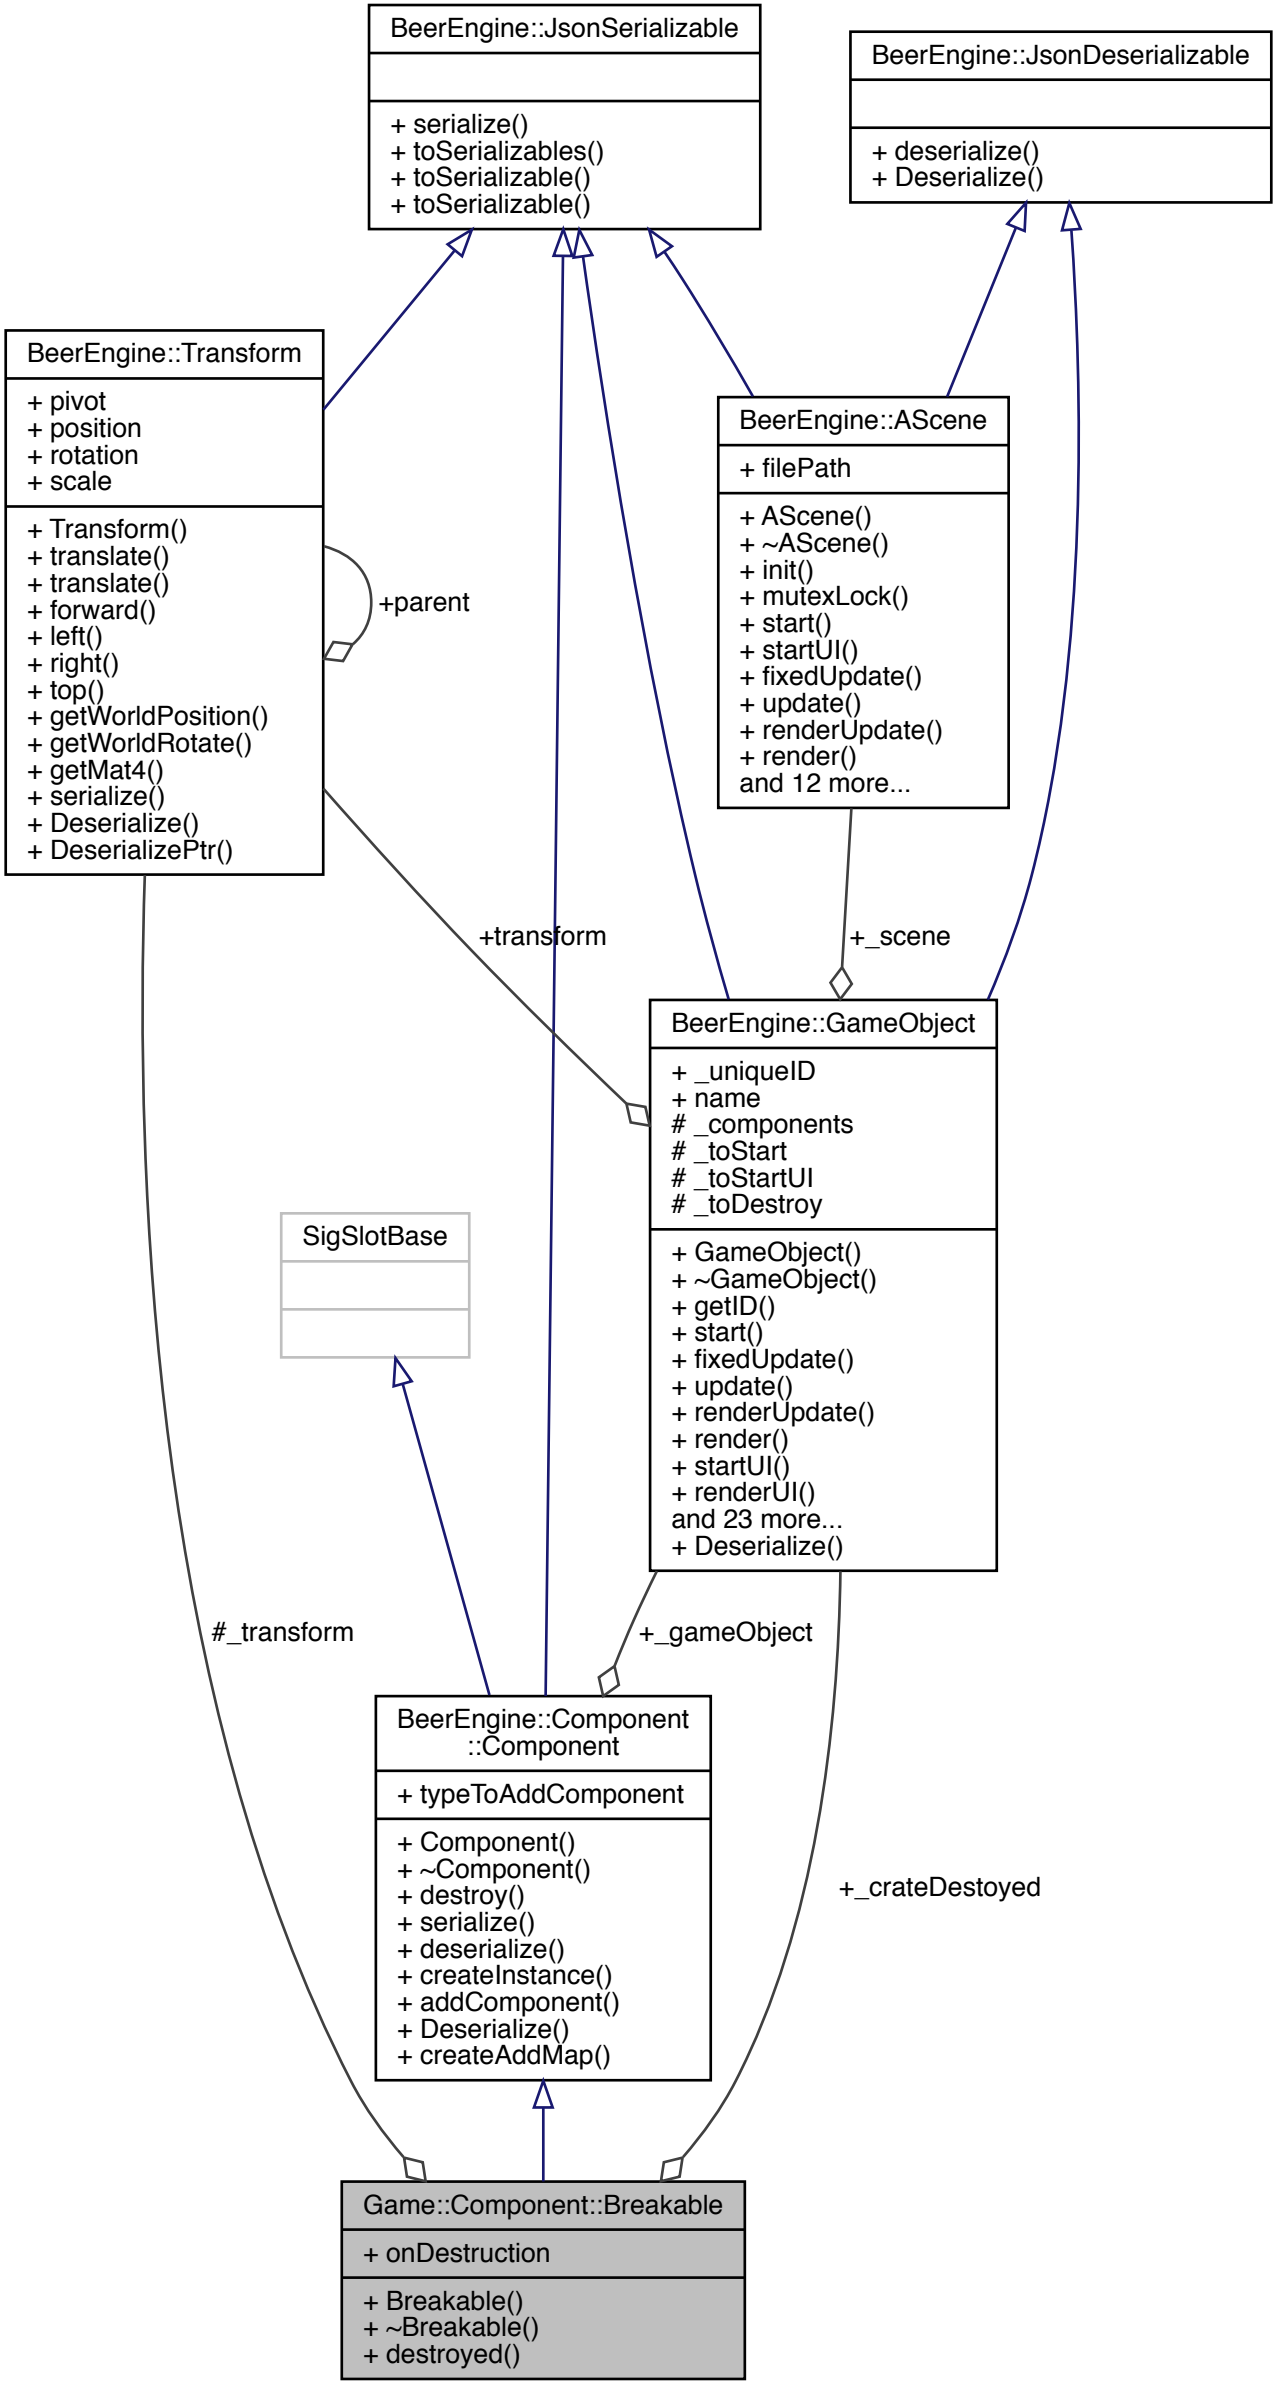 BeerEngine::JsonSerializable
+ serialize()
+ toSerializables()
+ toSerializable()
+ toSerializable()
BeerEngine::JsonDeserializable
+ deserialize()
+ Deserialize()
BeerEngine::Transform
+ pivot
+ position
+ rotation
+ scale
+ Transform()
+ translate()
+ translate()
+ forward()
+ left()
+ right()
+ top()
+ getWorldPosition()
+ getWorldRotate()
+ getMat4()
+ serialize()
+ Deserialize()
+ DeserializePtr()
+parent
BeerEngine::AScene
+ filePath
+ AScene()
+ ~AScene()
+ init()
+ mutexLock()
+ start()
+ startUI()
+ fixedUpdate()
+ update()
+ renderUpdate()
+ render()
and 12 more...
+transform
+_scene
BeerEngine::GameObject
+ _uniqueID
+ name
# _components
# _toStart
# _toStartUI
# _toDestroy
+ GameObject()
+ ~GameObject()
+ getID()
+ start()
+ fixedUpdate()
+ update()
+ renderUpdate()
+ render()
+ startUI()
+ renderUI()
and 23 more...
+ Deserialize()
SigSlotBase
#_transform
+_gameObject
BeerEngine::Component
::Component
+ typeToAddComponent
+ Component()
+ ~Component()
+ destroy()
+ serialize()
+ deserialize()
+ createInstance()
+ addComponent()
+ Deserialize()
+ createAddMap()
+_crateDestoyed
Game::Component::Breakable
+ onDestruction
+ Breakable()
+ ~Breakable()
+ destroyed()